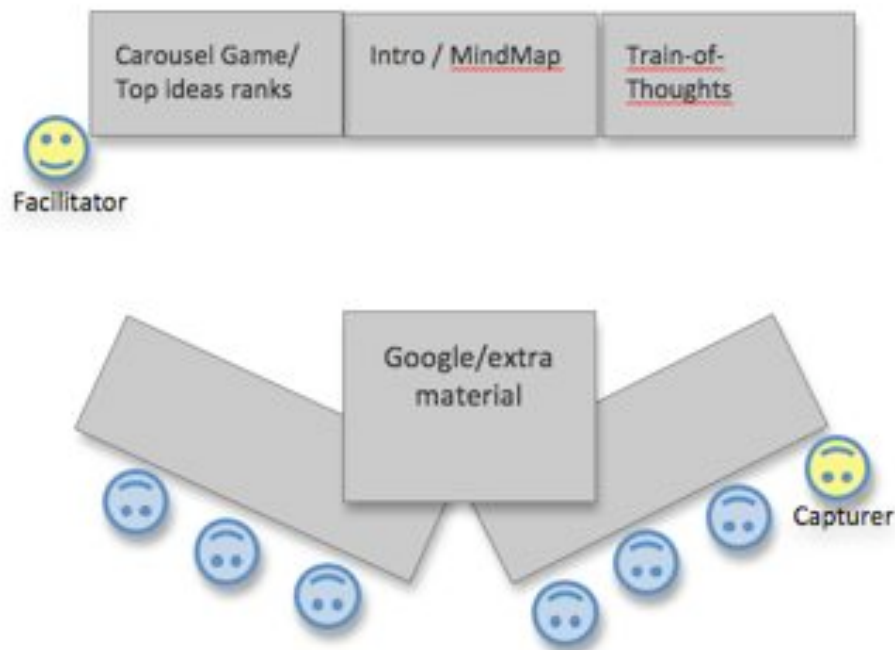 Carousel Game/
Top ideas ranks
Intro / MindMap
Train-of-
Thoughts
Facilitator
Google/extra
material
Capturer